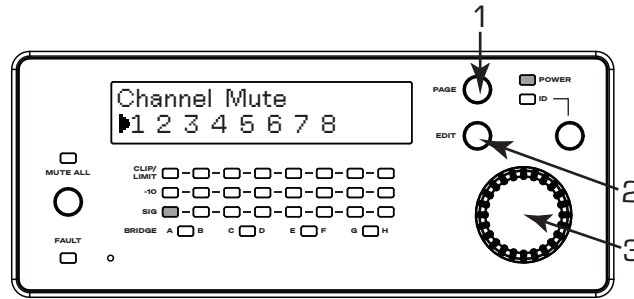 1
PAGE
POWER
ID
Channel Mute
1 2 3 4 5 6 7 8
EDIT
MUTE ALL
CLIP/
LIMIT
-10
SIG
2
BRIDGE A B C D E F G H
3
FAULT